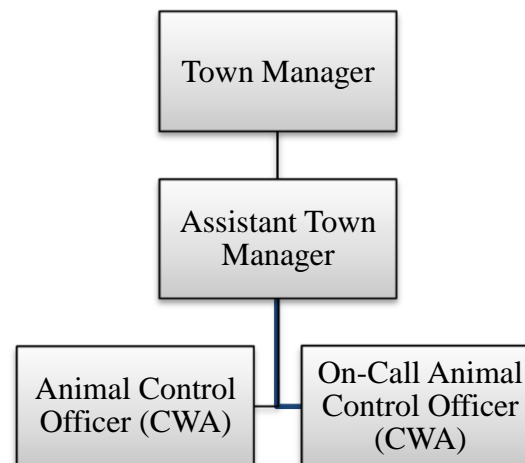 Town Manager
Assistant Town
Manager
Animal Control
Officer (CWA)
On-Call Animal
Control Officer
(CWA)